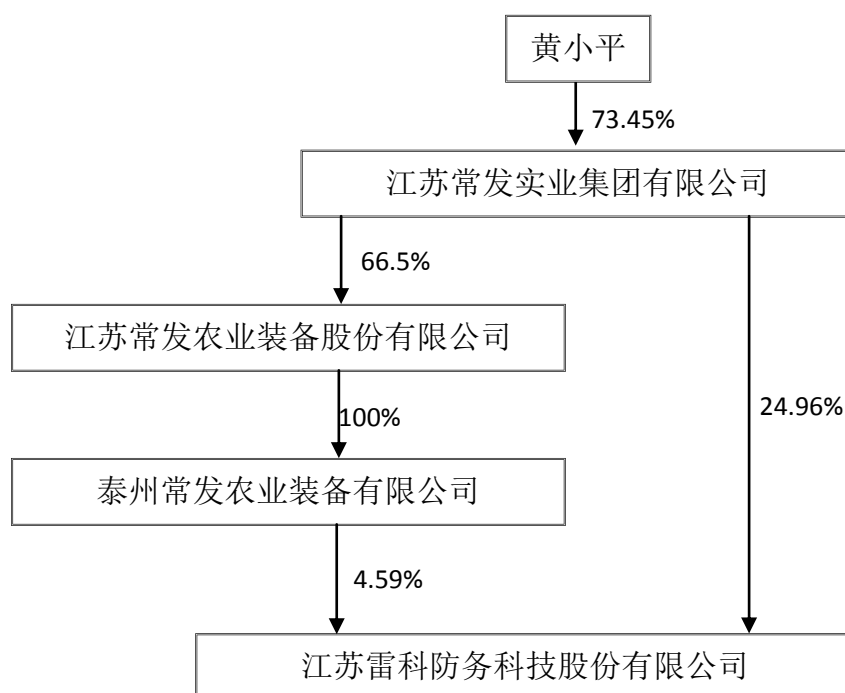 黄小平
73.45%
江苏常发实业集团有限公司
66.5%
江苏常发农业装备股份有限公司
24.96%
100%
泰州常发农业装备有限公司
4.59%
江苏雷科防务科技股份有限公司